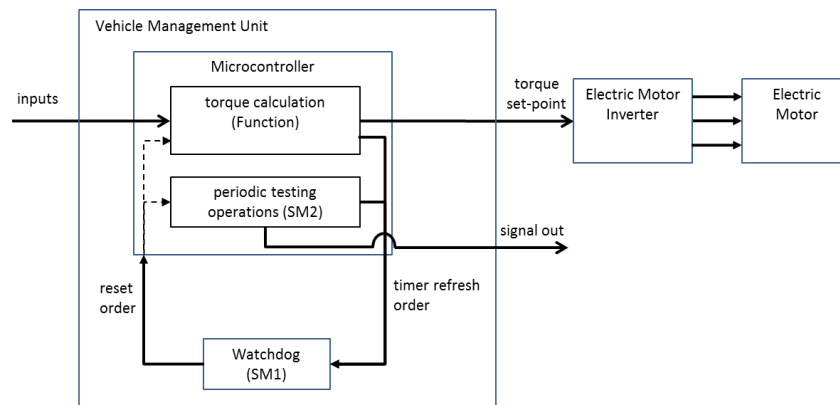 Vehicle Management Unit
Microcontroller
inputs
torque calculation
(Function)
torque
set-point
Electric Motor
Inverter
Electric
Motor
periodic testing
operations (SM2)
signal out
reset
order
timer refresh
order
Watchdog
(SM1)